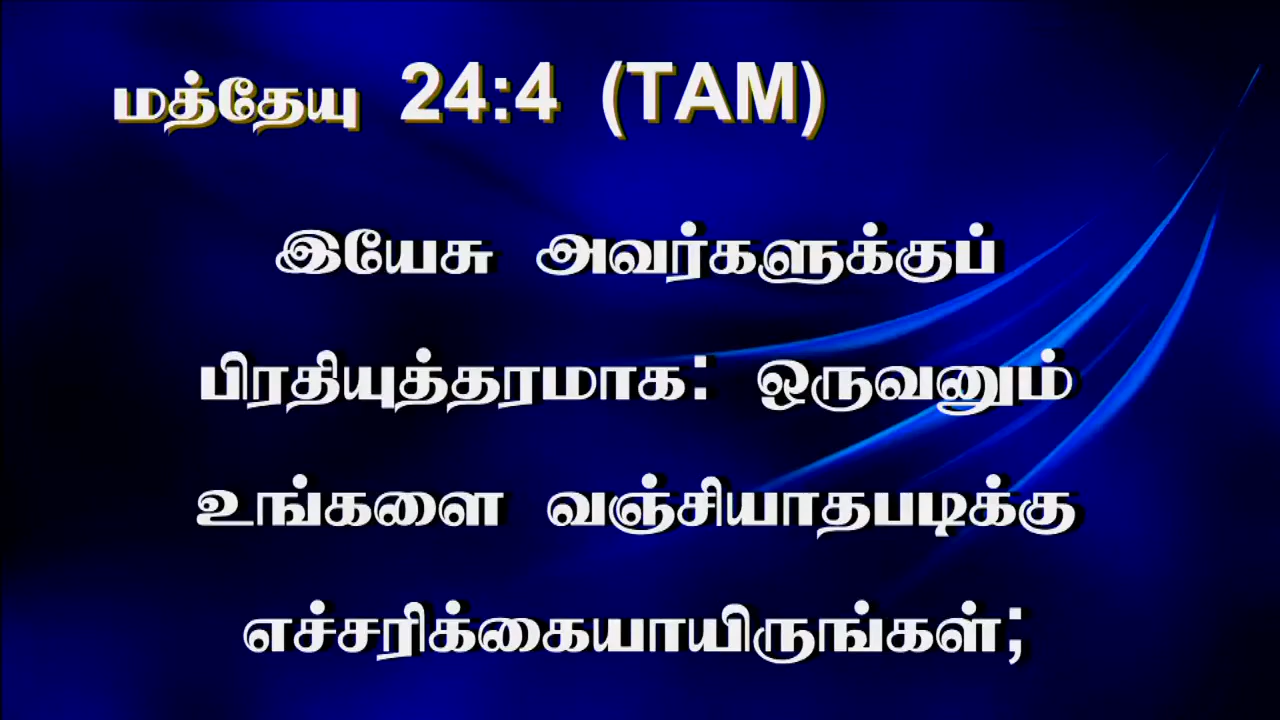 மத்தேயு 24:4 (TAM)
இயேசு அவர்களுக்குப்
பிரதியுத்தரமாக: ஒருவனும்
உங்களை வஞ்சியாதபடிக்கு
எச்சரிக்கையாயிருங்கள்;